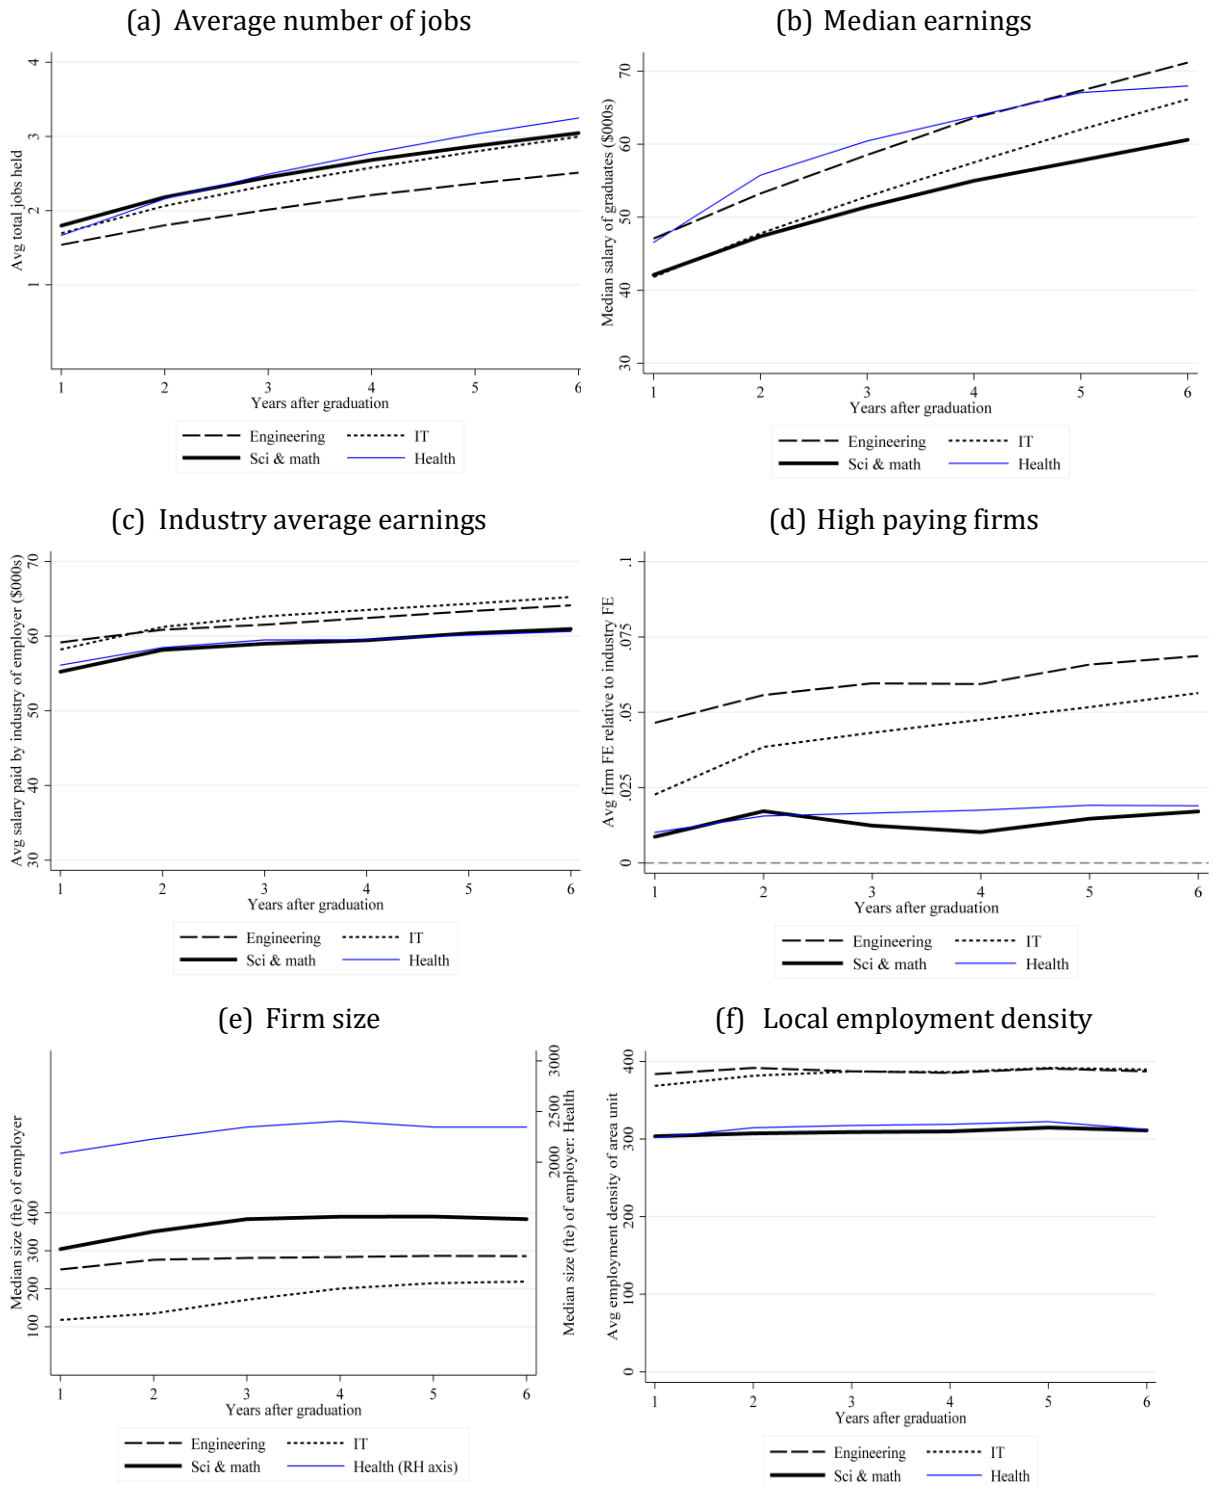 (a) Average number of jobs
Avg total jobs held
4
3
2
1
1 2 3 4 5 6
Years after graduation
Engineering IT
Sci & math Health
(b) Median earnings
Median salary of graduates ($000s)
70
60
50
40
30
1 2 3 4 5 6
Years after graduation
Engineering IT
Sci & math Health
(c) Industry average earnings
Avg salary paid by industry of employer ($000s)
70
60
50
40
30
1 2 3 4 5 6
Years after graduation
Engineering IT
Sci & math Health
(d) High paying firms
Avg firm FE relative to industry FE
.1
.075
.05
.025
0
1 2 3 4 5 6
Years after graduation
Engineering IT
Sci & math Health
(e) Firm size
Median size (fte) of employer
400
300
200
100
3000
2500
2000
Median size (fte) of employer: Health
1 2 3 4 5 6
Years after graduation
Engineering IT
Sci & math Health (RH axis)
(f) Local employment density
Avg employment density of area unit
400
300
200
100
0
1 2 3 4 5 6
Years after graduation
Engineering IT
Sci & math Health